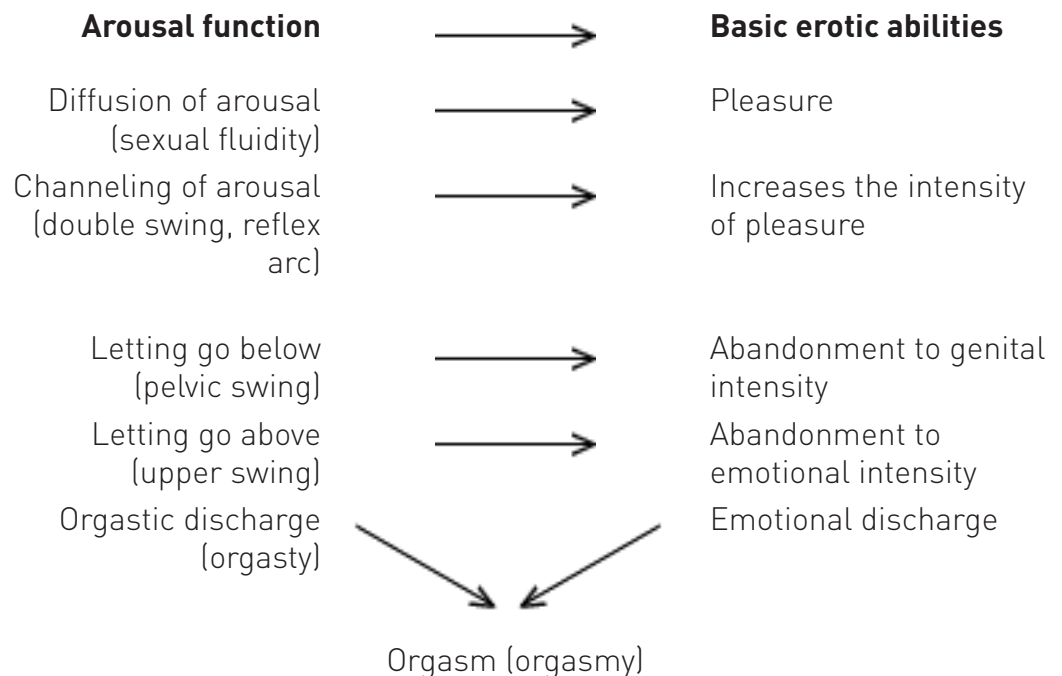 Arousal function
Basic erotic abilities
Diffusion of arousal
(sexual fluidity)
Pleasure
Channeling of arousal
(double swing, reflex
arc)
Increases the intensity
of pleasure
Letting go below
(pelvic swing)
Abandonment to genital
intensity
Letting go above
(upper swing)
Abandonment to
emotional intensity
Orgastic discharge
(orgasty)
Emotional discharge
Orgasm (orgasmy)